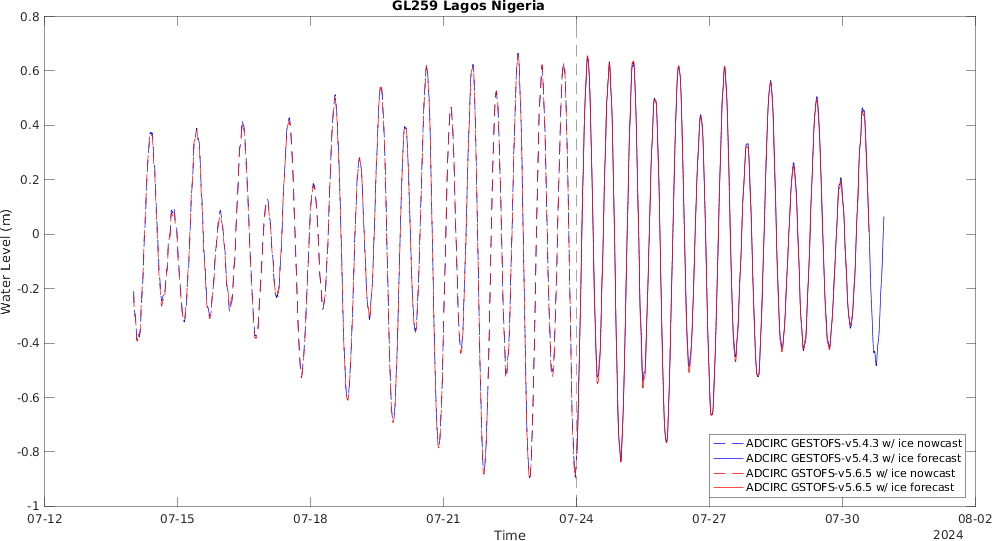 GL259 Lagos Nigeria
0.8
0.6
0.4
0.2
0
-0.2
-0.4
-0.6
-0.8
-1
Water Level (m)
ADCIRC GESTOFS-v5.4.3 w/ ice nowcast
ADCIRC GESTOFS-v5.4.3 w/ ice forecast
ADCIRC GSTOFS-v5.6.5 w/ ice nowcast
ADCIRC GSTOFS-v5.6.5 w/ ice forecast
07-12 07-15 07-18 07-21 07-24 07-27 07-30 08-02
Time
2024